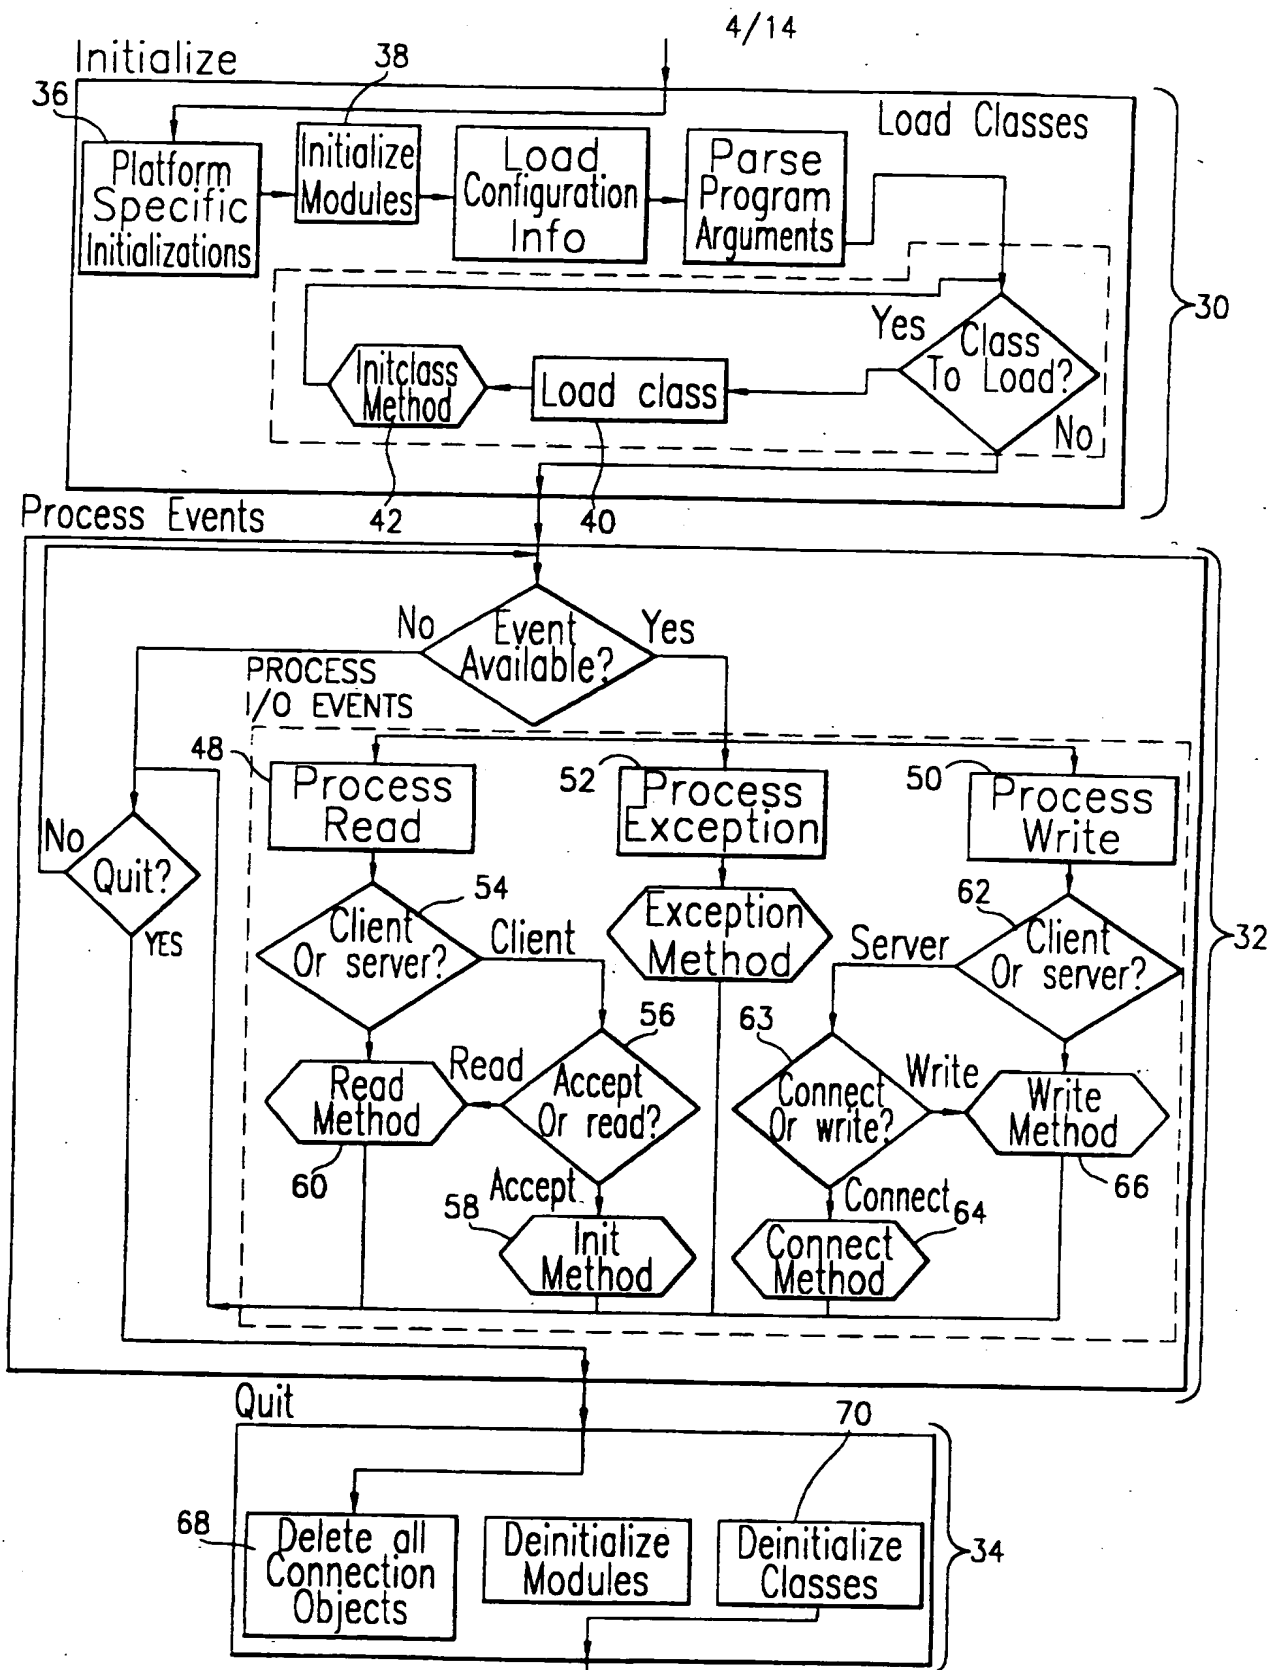 4/14
Initialize
38
36
Load Classes
Platform
Specific
Initializations
Initialize
Modules
Load
Configuration
Info
Parse
Program
Arguments
30
Yes
Class
To Load?
No
Initclass
Method
Load class
42
40
Process Events
No
Event
Available?
Yes
PROCESS
I/O EVENTS
48
Process
Read
52
Process
Exception
50
Process
Write
No
Quit?
YES
54
Client
Or server?
Client
Exception
Method
62
Server
Client
Or server?
32
56
63
Read
Method
Read
Accept
Or read?
Connect
Or write?
Write
Write
Method
60
Accept
66
58
Init
Method
Connect
64
Connect
Method
Quit
70
68
Delete all
Connection
Objects
Deinitialize
Modules
Deinitialize
Classes
34